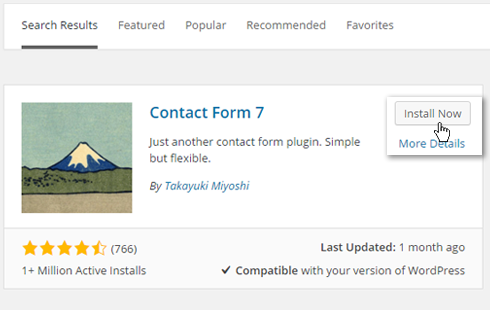 Search Results Featured Popular Recommended Favorites
Contact Form 7
Install Now
Just another contact form plugin. Simple
but flexible.
More Details
By Takayuki Miyoshi
(766)
Last Updated: 1 month ago
1+ Million Active Installs
Compatible with your version of WordPress